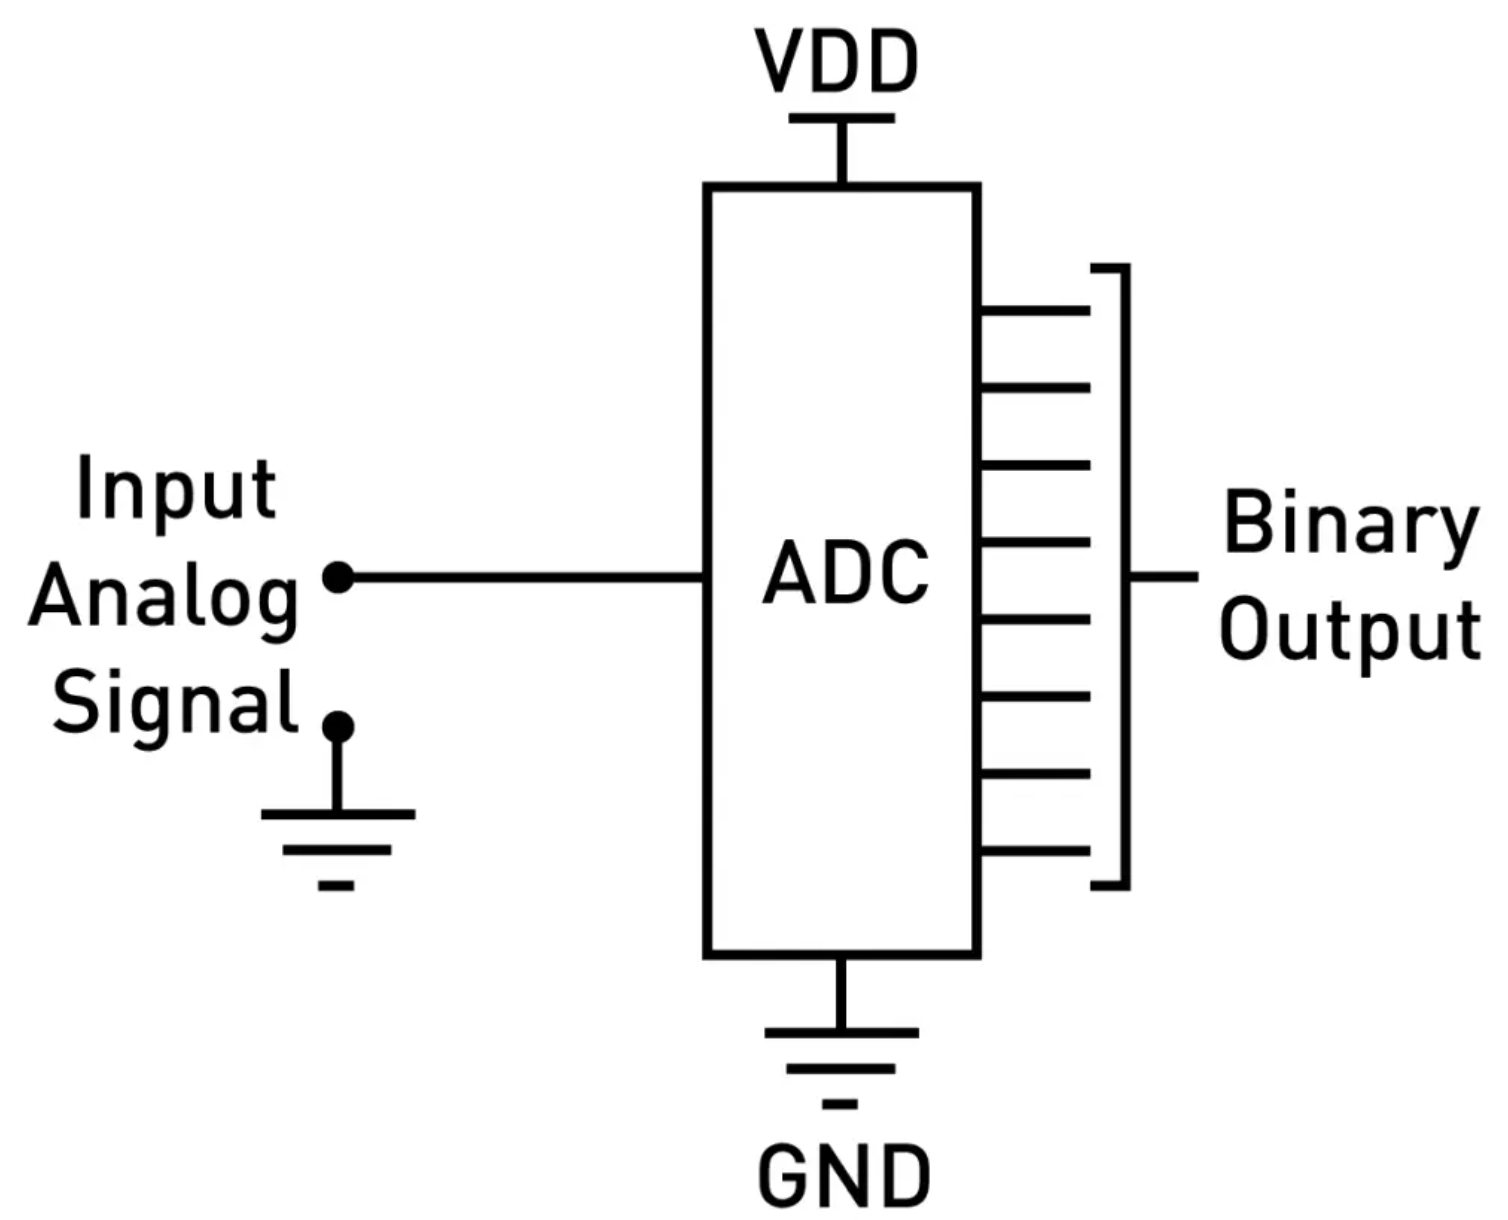 VDD
Input
Analog
Signal
ADC
Binary
Output
GND